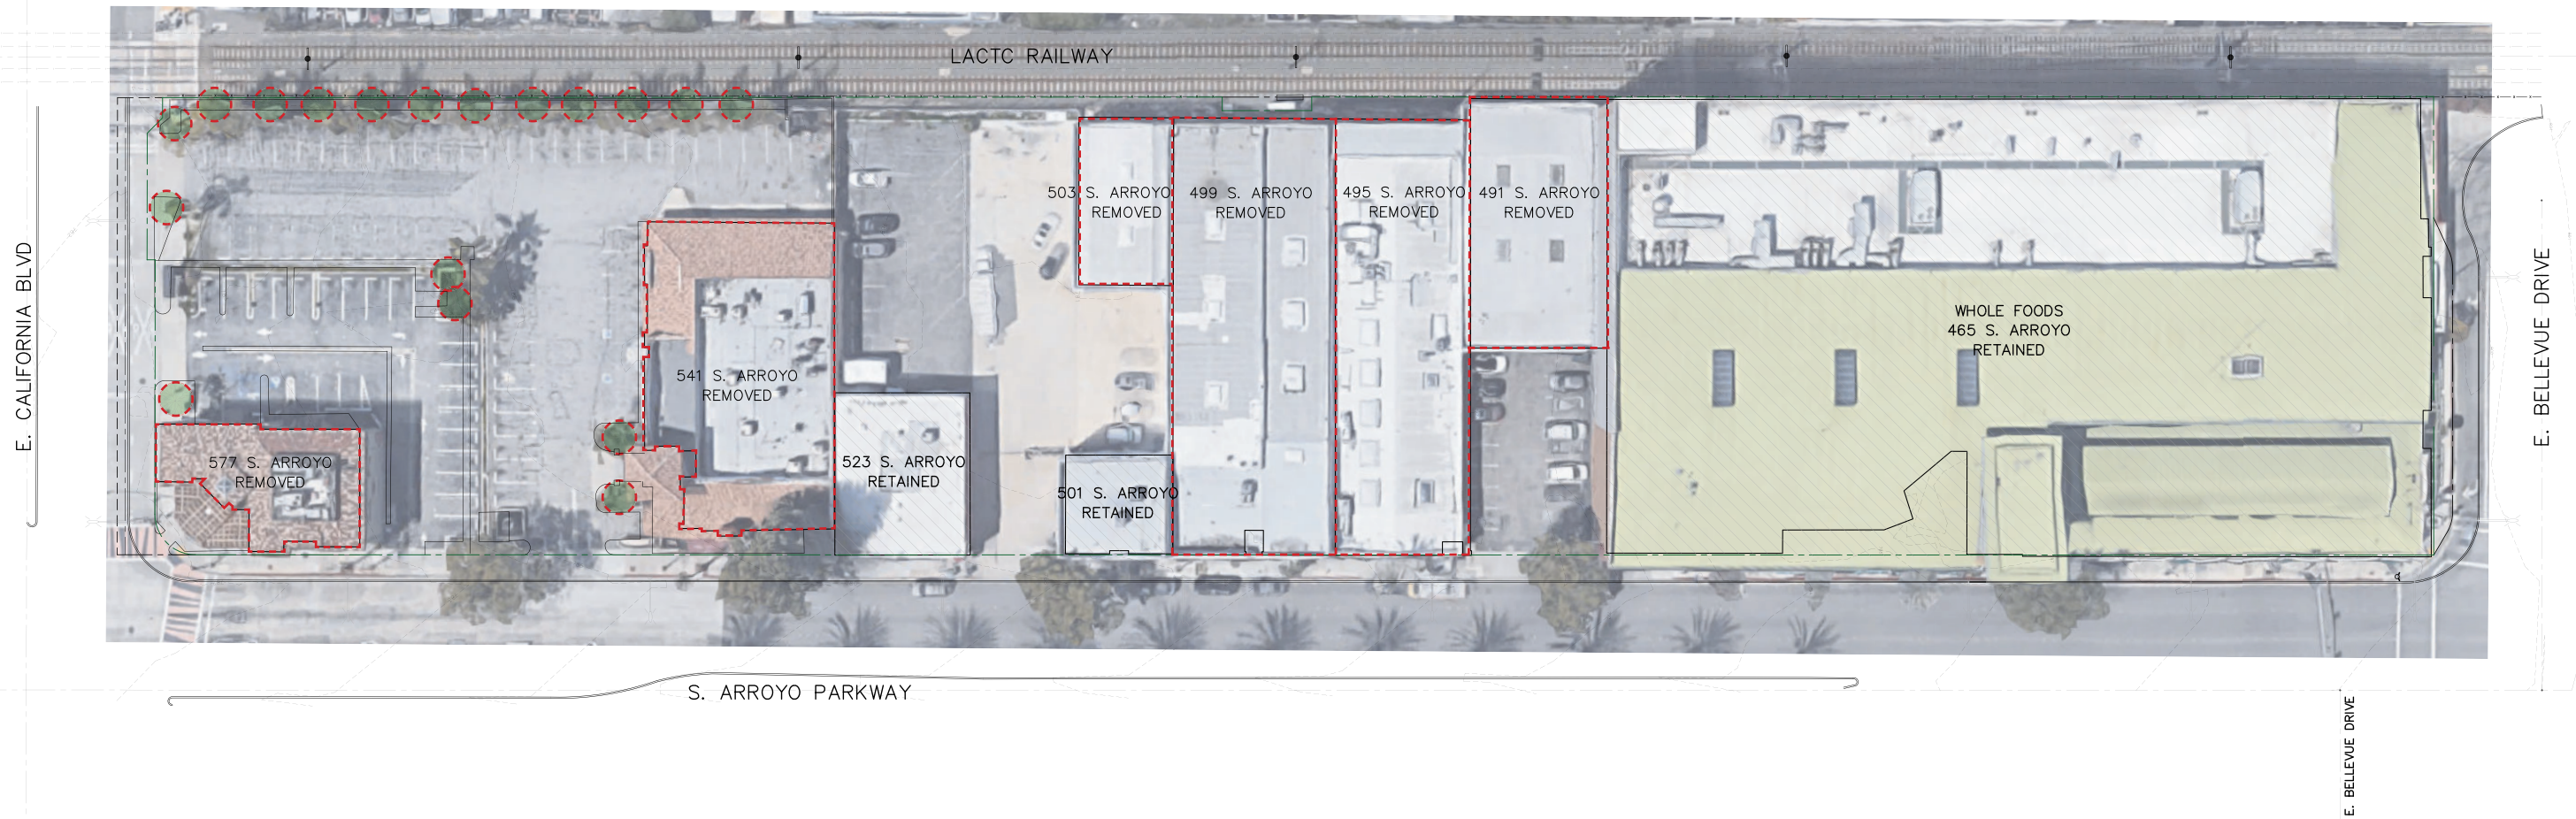 LACTC RAILWAY
503 S. ARROYO
REMOVED
499 S. ARROYO
REMOVED
495 S. ARROYO
REMOVED
491 S. ARROYO
REMOVED
E. CALIFORNIA BLVD
WHOLE FOODS
465 S. ARROYO
RETAINED
E. BELLEVUE DRIVE
541 S. ARROYO
REMOVED
577 S. ARROYO
REMOVED
523 S. ARROYO
RETAINED
501 S. ARROYO
RETAINED
S. ARROYO PARKWAY
E. BELLEVUE DRIVE